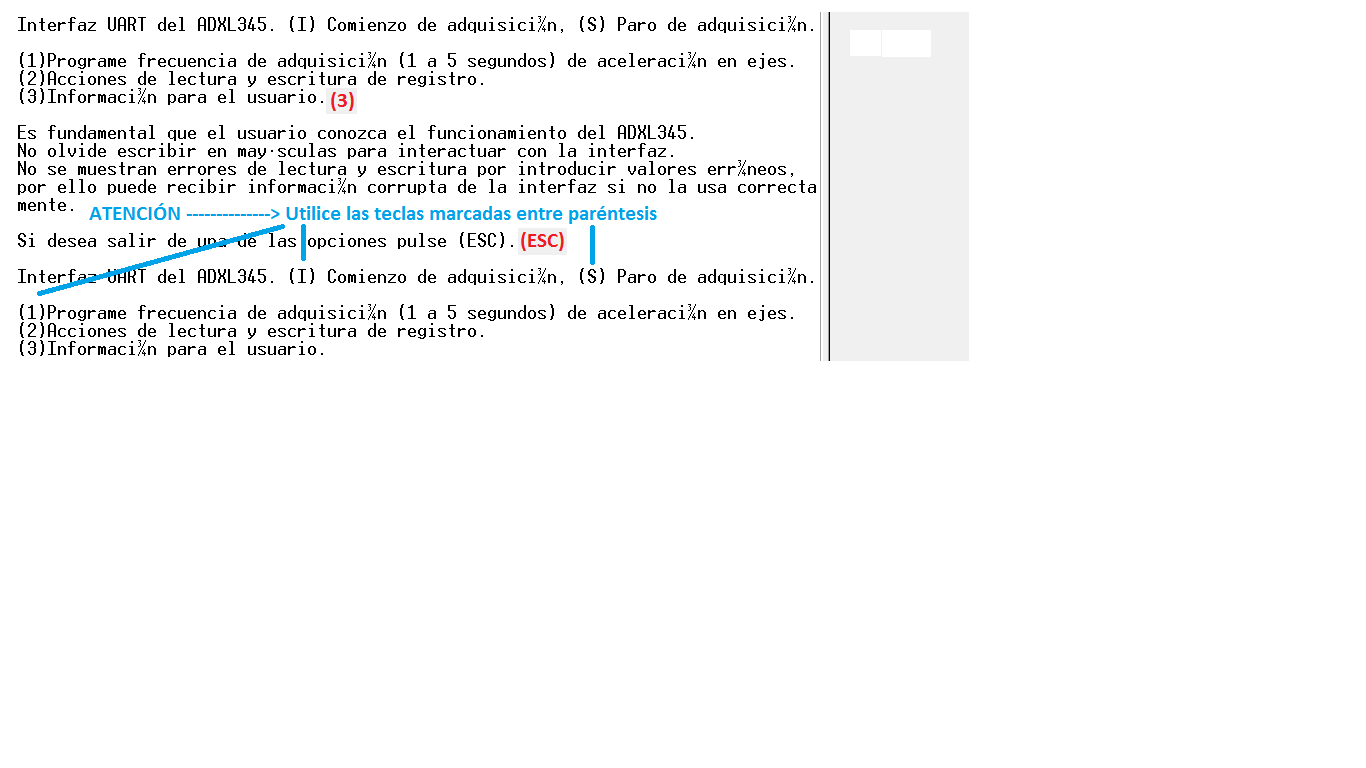 Interfaz UART del ADXL345. (I) Comienzo de adquisici¾n, (S) Paro de adquisici¾n.
(1)Programe frecuencia de adquisici¾n (1 a 5 segundos) de aceleraci¾n en ejes.
(2)Acciones de lectura y escritura de registro.
(3)Informaci¾n para el usuario. (3)
Es fundamental que el usuario conozca el funcionamiento del ADXL345.
No olvide escribir en may·sculas para interactuar con la interfaz.
No se muestran errores de lectura y escritura por introducir valores err¾neos,
por ello puede recibir informaci¾n corrupta de la interfaz si no la usa correcta
mente.
ATENCIÓN --------------> Utilice las teclas marcadas entre paréntesis
Si desea salir de una de las opciones pulse (ESC). (ESC)
Interfaz UART del ADXL345. (I) Comienzo de adquisici¾n, (S) Paro de adquisici¾n.
(1)Programe frecuencia de adquisici¾n (1 a 5 segundos) de aceleraci¾n en ejes.
(2)Acciones de lectura y escritura de registro.
(3)Informaci¾n para el usuario.